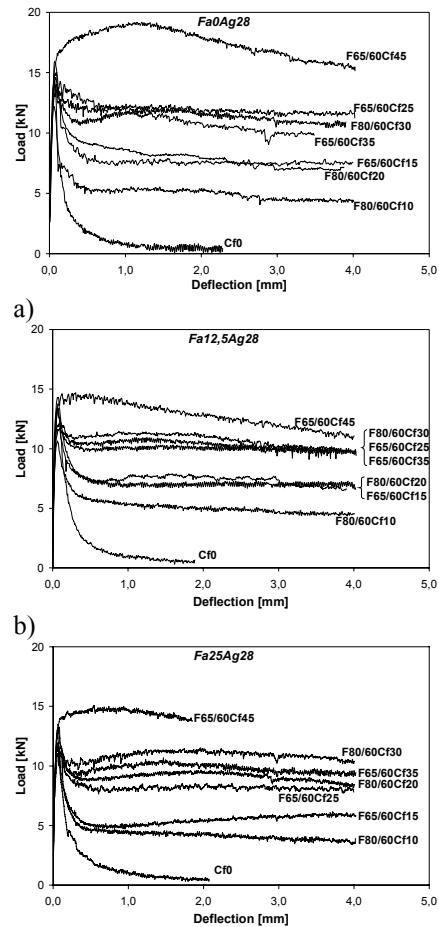 Fa0Ag28
20
15
10
5
0
Load [kN]
F65/60Cf45
F65/60Cf25
F80/60Cf30
F65/60Cf35
F65/60Cf15
F80/60Cf20
F80/60Cf10
Cf0
0,0 1,0 2,0 3,0 4,0 5,0
Deflection [mm]
a)
Fa12,5Ag28
20
15
10
5
0
Load [kN]
F65/60Cf45
F80/60Cf30
F65/60Cf25
F65/60Cf35
F80/60Cf20
F65/60Cf15
F80/60Cf10
Cf0
0,0 1,0 2,0 3,0 4,0 5,0
Deflection [mm]
b)
Fa25Ag28
20
15
10
5
0
Load [kN]
F65/60Cf45
F80/60Cf30
F65/60Cf35
F80/60Cf20
F65/60Cf25
F65/60Cf15
F80/60Cf10
Cf0
0,0 1,0 2,0 3,0 4,0 5,0
Deflection [mm]